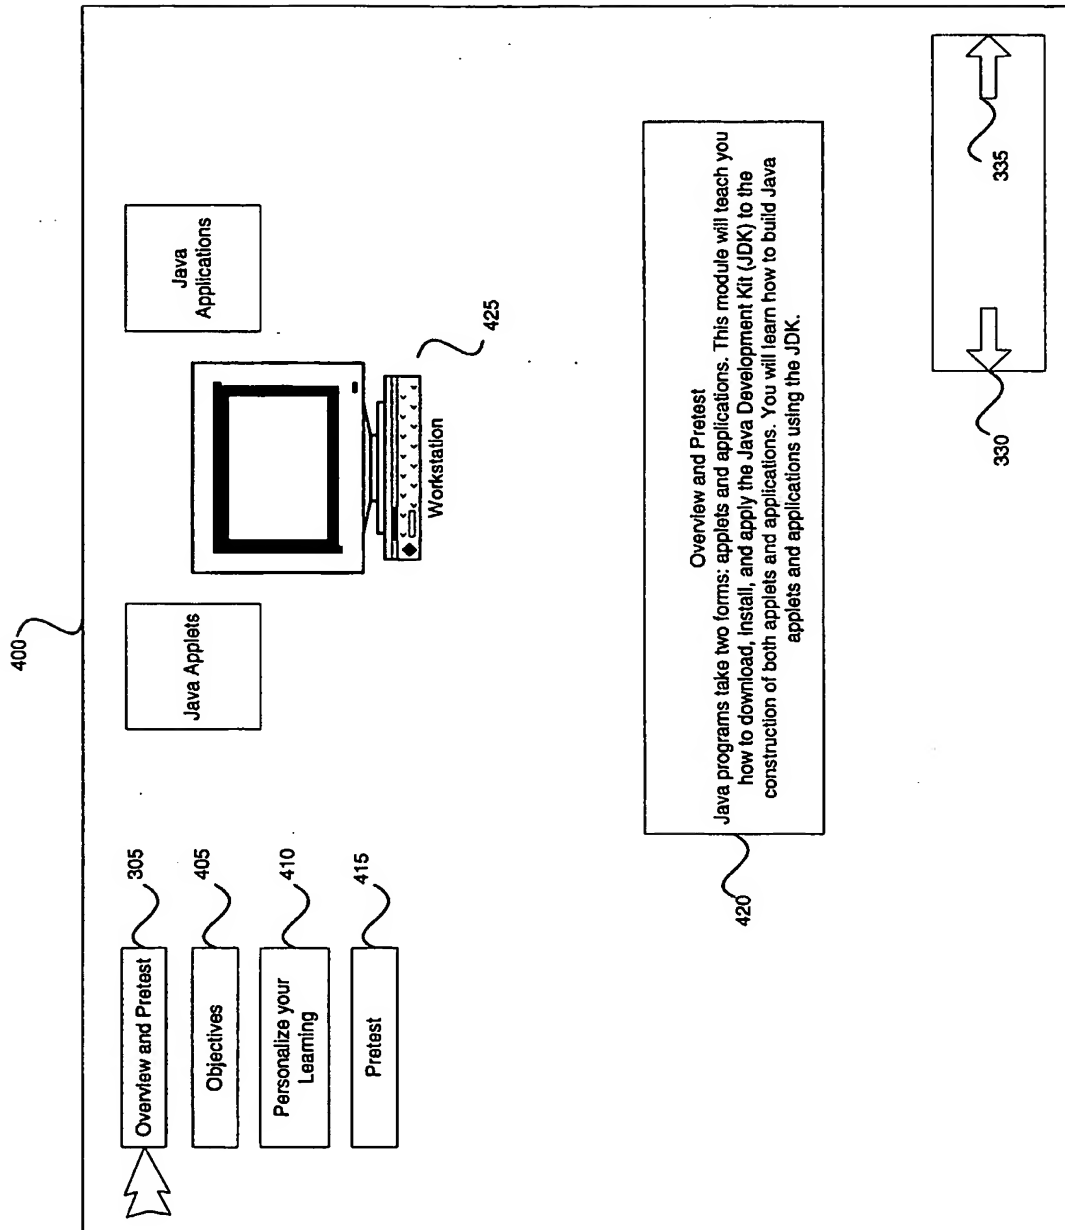 400
Overview and Pretest
305
Objectives
405
Personalize your
Learning
410
Pretest
415
Java Applets
Workstation
425
Java
Applications
Overview and Pretest
Java programs take two forms: applets and applications. This module will teach you
how to download, install, and apply the Java Development Kit (JDK) to the
construction of both applets and applications. You will learn how to build Java
applets and applications using the JDK.
420
330
335